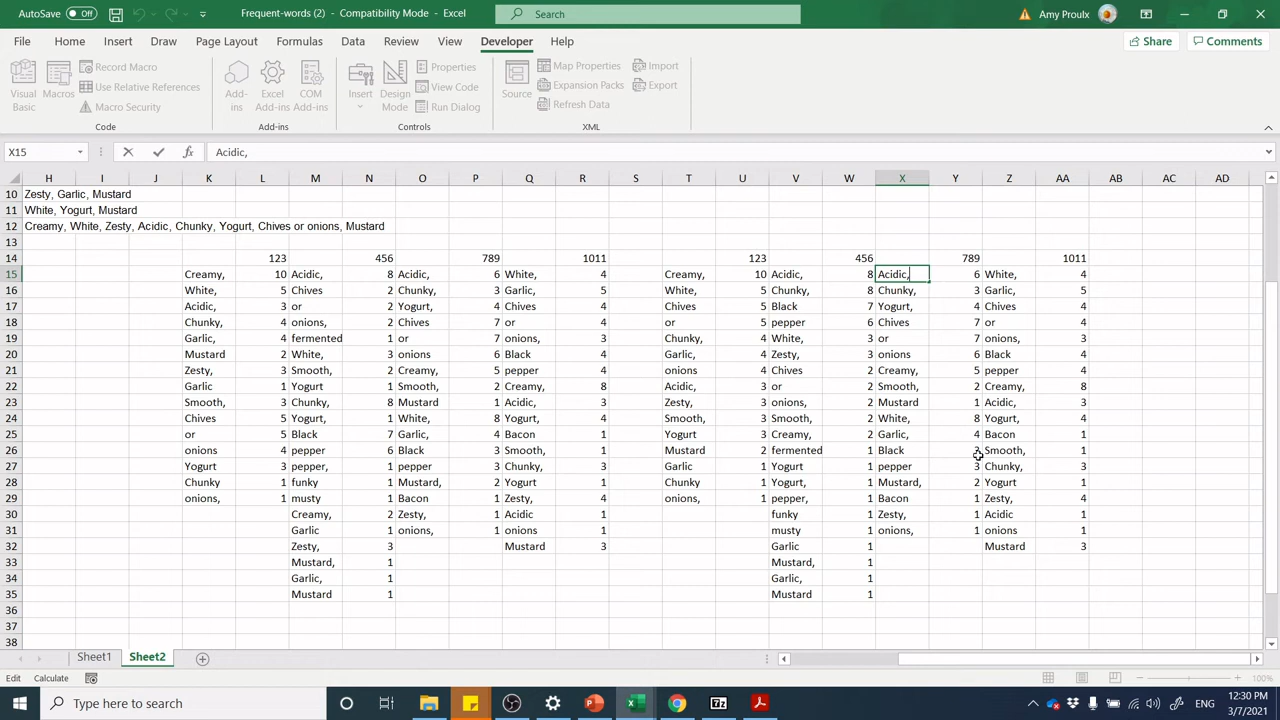 AutoSave Off Frequent-words (2) - Compatibility Mode - Excel Search Amy Proulx
File Home Insert Draw Page Layout Formulas Data Review View Developer Help Share Comments
Visual Basic Macros Record Macro Use Relative References Macro Security Add-ins Excel Add-ins COM Add-ins Insert Design Mode Properties View Code Run Dialog Source Map Properties Expansion Packs Refresh Data Import Export
Code Add-ins Controls XML
X15 fx Acidic,
H I J K L M N O P Q R S T U V W X Y Z AA AB AC AD
10 Zesty, Garlic, Mustard
11 White, Yogurt, Mustard
12 Creamy, White, Zesty, Acidic, Chunky, Yogurt, Chives or onions, Mustard
13
14 123 456 789 1011 123 456 789 1011
15 Creamy, 10 Acidic, 8 Acidic, 6 White, 4 Creamy, 10 Acidic, 8 Acidic, 6 White, 4
16 White, 5 Chives 2 Chunky, 3 Garlic, 5 White, 5 Chunky, 8 Chunky, 3 Garlic, 5
17 Acidic, 3 or 2 Yogurt, 4 Chives 4 Chives 5 Black 7 Yogurt, 4 Chives 4
18 Chunky, 4 onions, 2 Chives 7 or 4 or 5 pepper 6 Chives 7 or 4
19 Garlic, 4 fermented 1 or 7 onions, 3 Chunky, 4 White, 3 or 7 onions, 3
20 Mustard 2 White, 3 onions 6 Black 4 Garlic, 4 Zesty, 3 onions 6 Black 4
21 Zesty, 3 Smooth, 2 Creamy, 5 pepper 4 onions 4 Chives 2 Creamy, 5 pepper 4
22 Garlic 1 Yogurt 1 Smooth, 2 Creamy, 8 Acidic, 3 or 2 Smooth, 2 Creamy, 8
23 Smooth, 3 Chunky, 8 Mustard 1 Acidic, 3 Zesty, 3 onions, 2 Mustard 1 Acidic, 3
24 Chives 5 Yogurt, 1 White, 8 Yogurt, 4 Smooth, 3 Smooth, 2 White, 8 Yogurt, 4
25 or 5 Black 7 Garlic, 4 Bacon 1 Yogurt 3 Creamy, 2 Garlic, 4 Bacon 1
26 onions 4 pepper 6 Black 3 Smooth, 1 Mustard 2 fermented 1 Black Smooth, 1
27 Yogurt 3 pepper, 1 pepper 3 Chunky, 3 Garlic 1 Yogurt 1 pepper 3 Chunky, 3
28 Chunky 1 funky 1 Mustard, 2 Yogurt 1 Chunky 1 Yogurt, 1 Mustard, 2 Yogurt 1
29 onions, 1 musty 1 Bacon 1 Zesty, 4 onions, 1 pepper, 1 Bacon 1 Zesty, 4
30 Creamy, 2 Zesty, 1 Acidic 1 funky 1 Zesty, 1 Acidic 1
31 Garlic 1 onions, 1 onions 1 musty 1 onions, 1 onions 1
32 Zesty, 3 Mustard 3 Garlic 1 Mustard 3
33 Mustard, 1 Mustard, 1
34 Garlic, 1 Garlic, 1
35 Mustard 1 Mustard 1
36
37
38
Sheet1 Sheet2
Edit Calculate 100%
Type here to search ENG 12:30 PM
3/7/2021